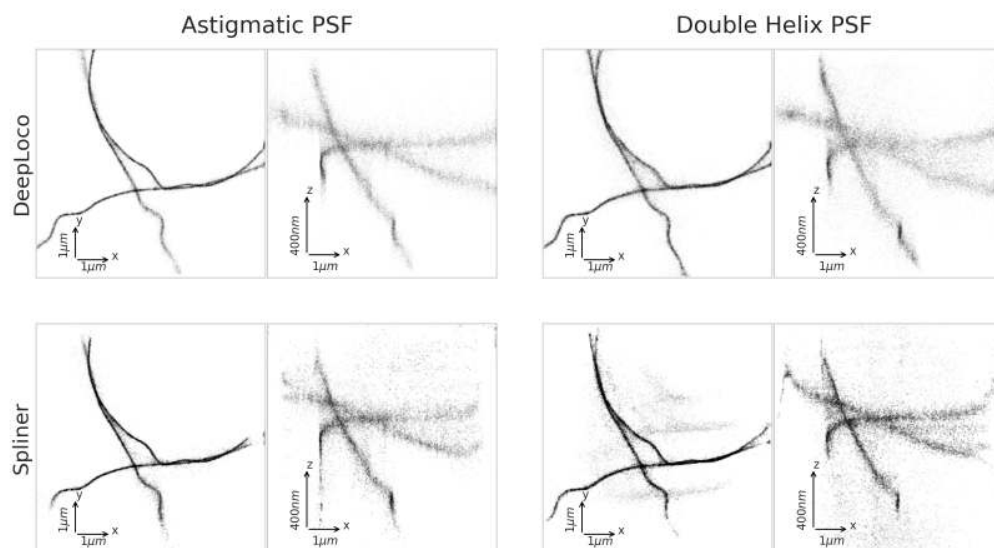 Astigmatic PSF
Double Helix PSF
DeepLoco
y
1μm
x
1μm
z
400nm
x
1μm
y
1μm
x
1μm
z
400nm
x
1μm
Spliner
y
1μm
x
1μm
z
400nm
x
1μm
y
1μm
x
1μm
z
400nm
x
1μm